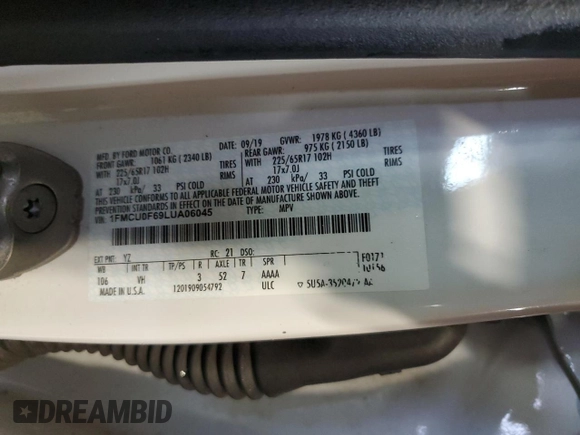 MFD. BY FORD MOTOR CO.
09/19 GVWR: 1978 KG ( 4360 LB)
FRONT GAWR: 1061 KG ( 2340 LB) REAR GAWR: 975 KG ( 2150 LB)
WITH TIRES WITH TIRES
225/65R17 102H 225/65R17 102H
17x7.0J RIMS 17x7.0J RIMS
AT 230 kPa/ 33 PSI COLD AT 230 kPa/ 33 PSI COLD
THIS VEHICLE CONFORMS TO ALL APPLICABLE FEDERAL MOTOR VEHICLE SAFETY, BUMPER, AND THEFT
PREVENTION STANDARDS IN EFFECT ON THE DATE OF MANUFACTURE SHOWN ABOVE.
VIN: 1FMCU0F69LUA06045 TYPE: MPV
EXT PNT: YZ RC: 21 DSO:
WB INT TR TP/PS R AXLE TR SPR
106 VH 3 52 7 AAAA
MADE IN U.S.A. 1201909054792 ULC
DREAMBID